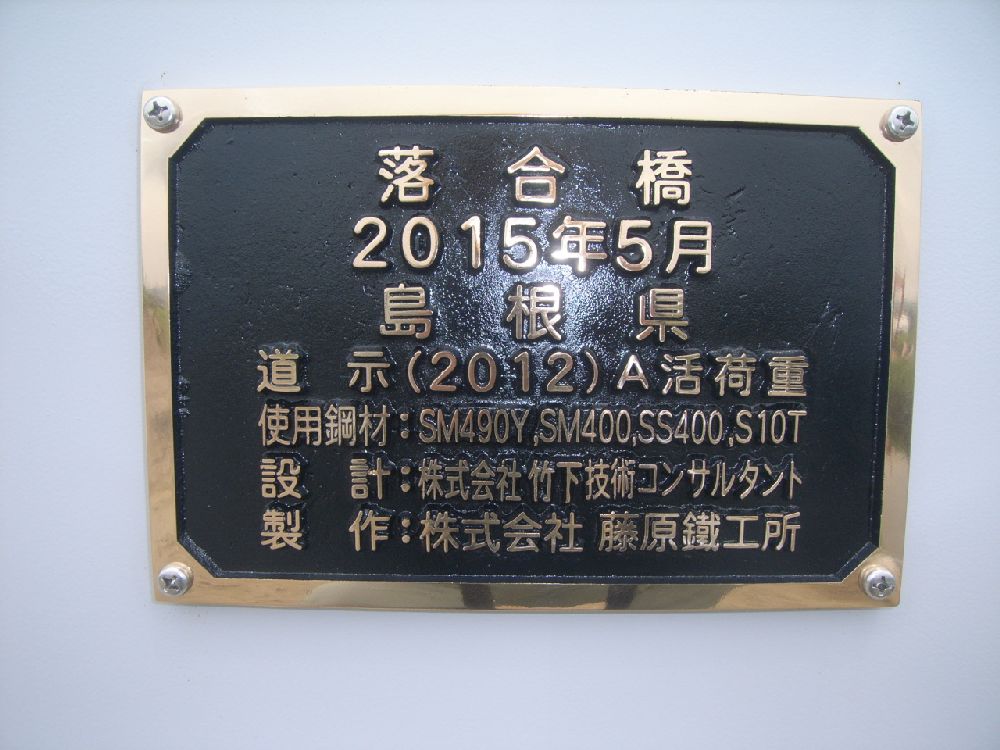 落合橋
2015年5月
島根県
道示(2012)A活荷重
使用鋼材:SM490Y,SM400,SS400,S10T
設計:株式会社 竹下技術コンサルタント
製作:株式会社 藤原鐵工所